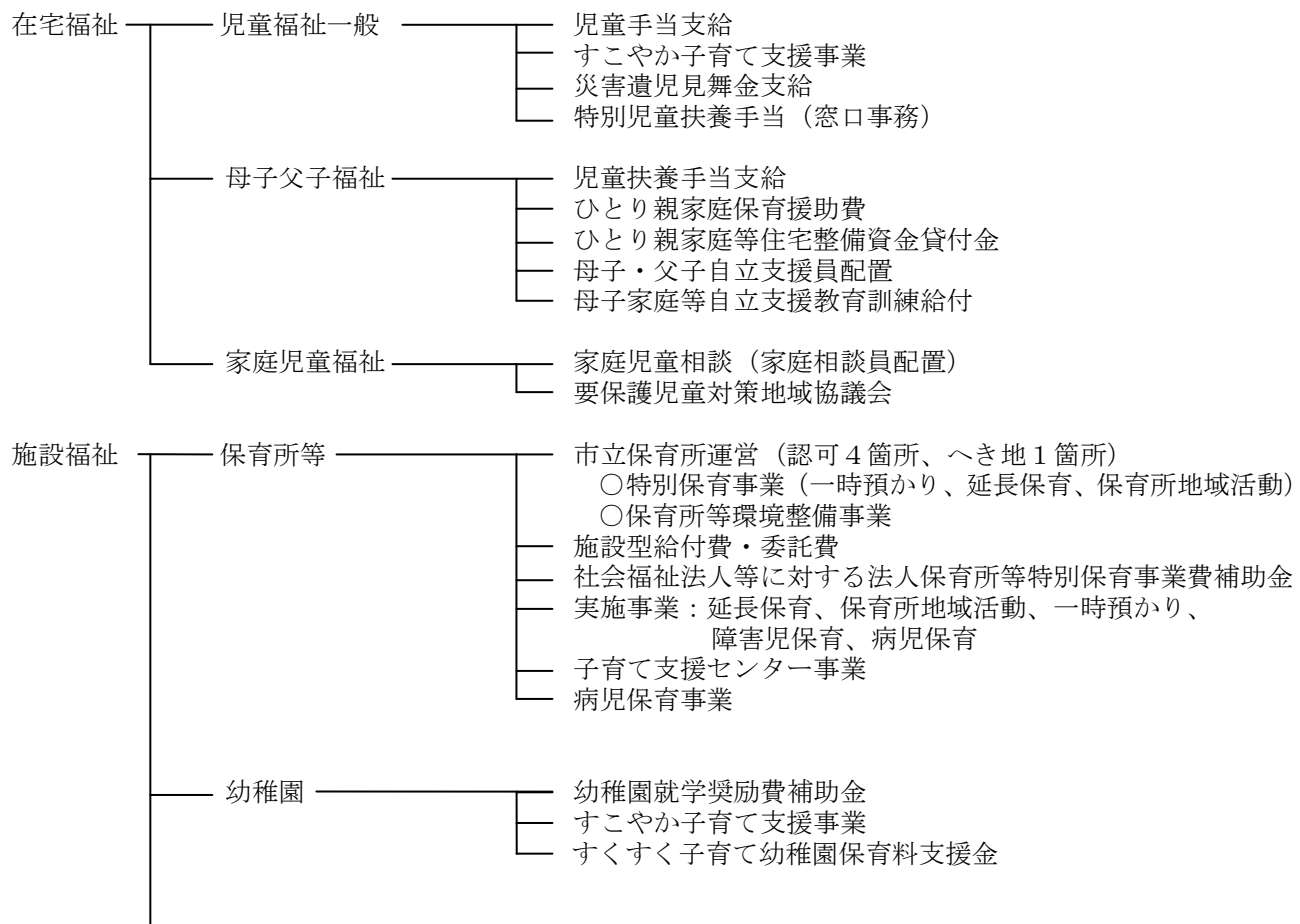 在宅福祉 児童福祉一般 児童手当支給
すこやか子育て支援事業
災害遺児見舞金支給
特別児童扶養手当（窓口事務）
母子父子福祉 児童扶養手当支給
ひとり親家庭保育援助費
ひとり親家庭等住宅整備資金貸付金
母子・父子自立支援員配置
母子家庭等自立支援教育訓練給付
家庭児童福祉 家庭児童相談（家庭相談員配置）
要保護児童対策地域協議会
施設福祉 保育所等 市立保育所運営（認可４箇所、へき地１箇所）
○特別保育事業（一時預かり、延長保育、保育所地域活動）
○保育所等環境整備事業
施設型給付費・委託費
社会福祉法人等に対する法人保育所等特別保育事業費補助金
実施事業：延長保育、保育所地域活動、一時預かり、
障害児保育、病児保育
子育て支援センター事業
病児保育事業
幼稚園 幼稚園就学奨励費補助金
すこやか子育て支援事業
すくすく子育て幼稚園保育料支援金